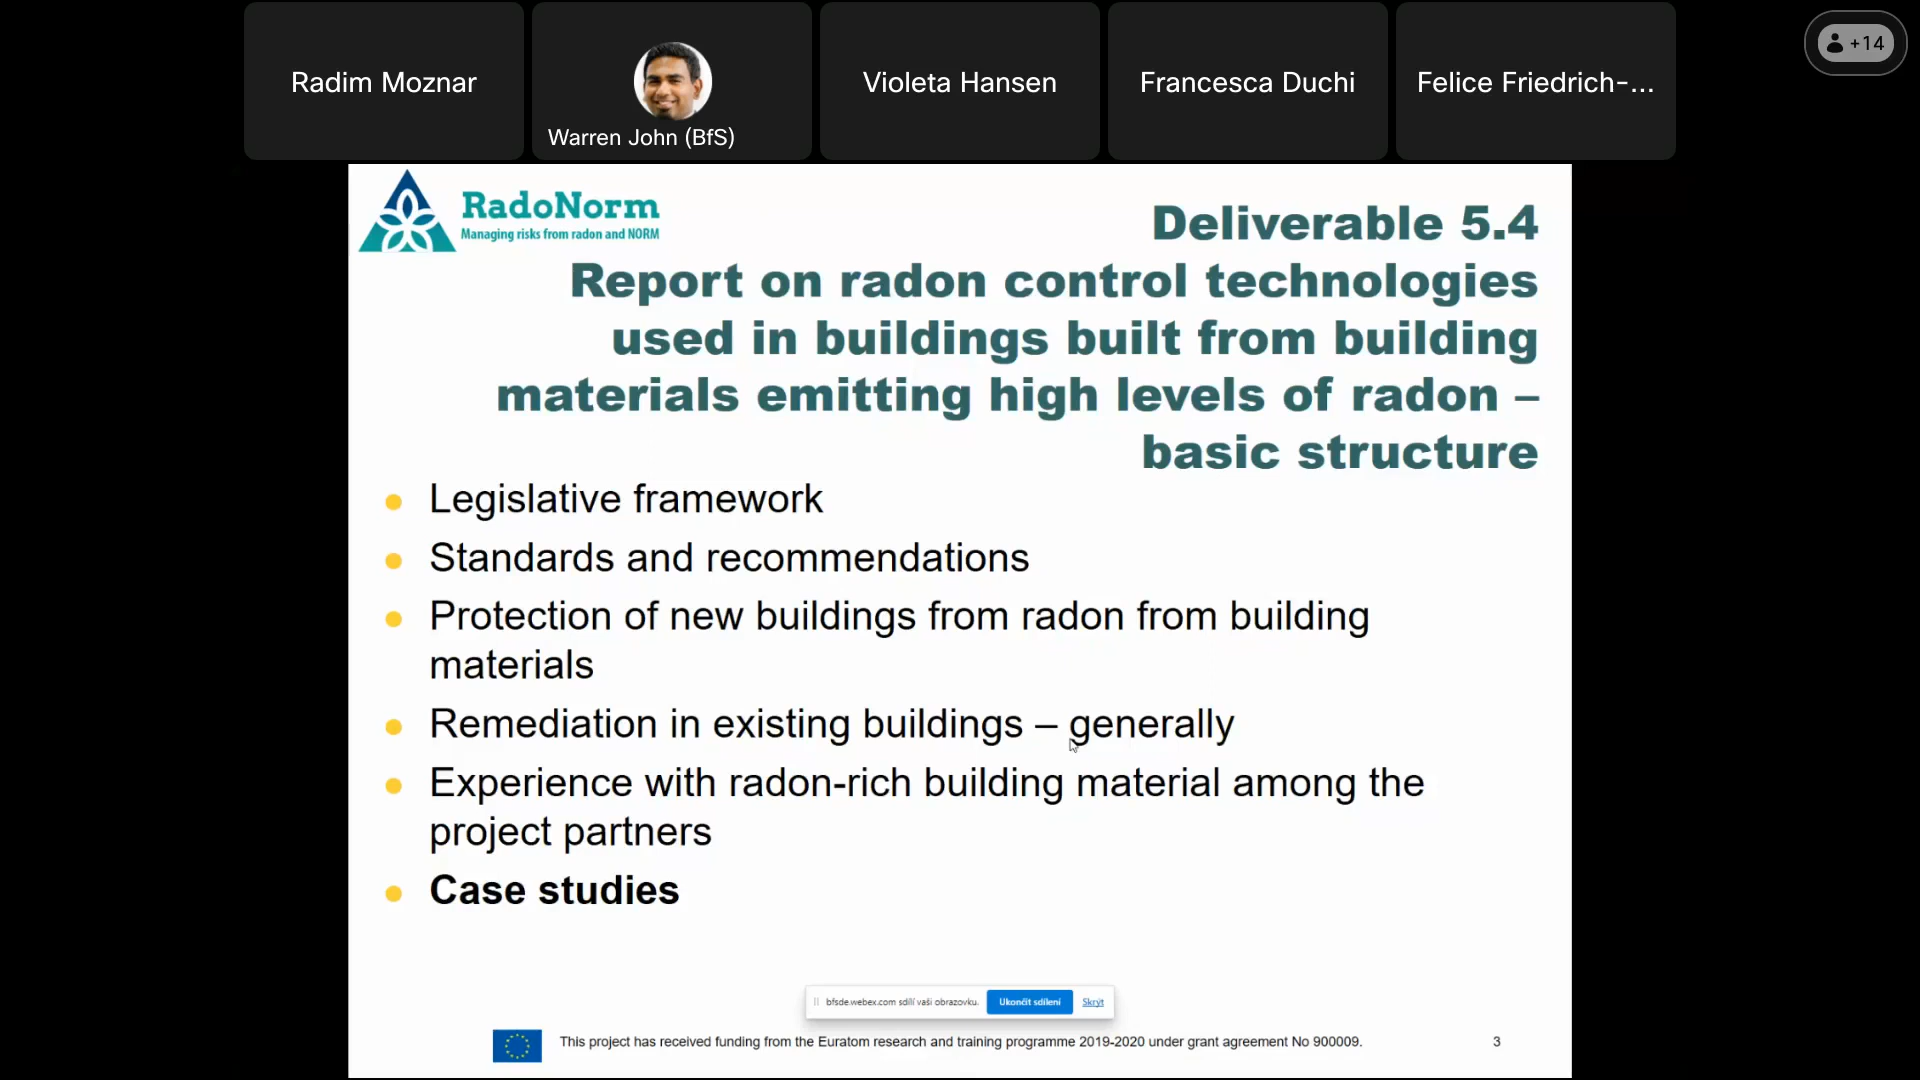 Radim Moznar
Warren John (BfS)
Violeta Hansen
Francesca Duchi
Felice Friedrich-...
+14
RadoNorm
Managing risks from radon and NORM
Deliverable 5.4
Report on radon control technologies
used in buildings built from building
materials emitting high levels of radon –
basic structure
Legislative framework
Standards and recommendations
Protection of new buildings from radon from building
materials
Remediation in existing buildings – generally
Experience with radon-rich building material among the
project partners
Case studies
bfsde.webex.com sdílí vaši obrazovku.
Ukončit sdílení
Skrýt
This project has received funding from the Euratom research and training programme 2019-2020 under grant agreement No 900009.
3